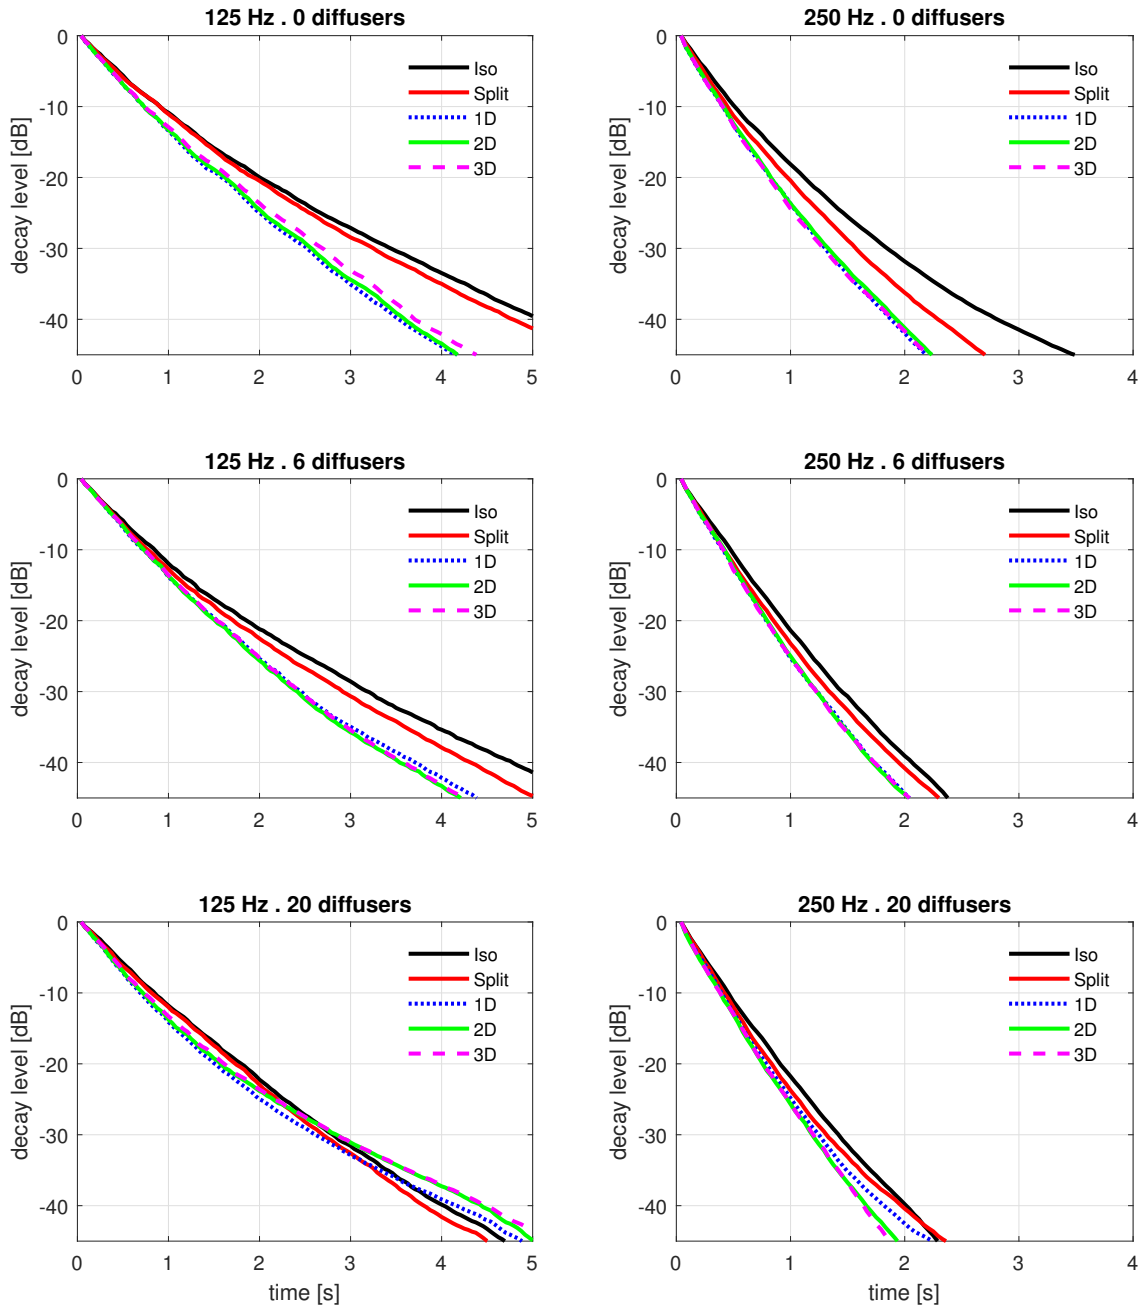 125 Hz . 0 diffusers
0
-10
-20
-30
-40
decay level [dB]
Iso
Split
1D
2D
3D
0 1 2 3 4 5
250 Hz . 0 diffusers
0
-10
-20
-30
-40
decay level [dB]
Iso
Split
1D
2D
3D
0 1 2 3 4
125 Hz . 6 diffusers
0
-10
-20
-30
-40
decay level [dB]
Iso
Split
1D
2D
3D
0 1 2 3 4 5
250 Hz . 6 diffusers
0
-10
-20
-30
-40
decay level [dB]
Iso
Split
1D
2D
3D
0 1 2 3 4
125 Hz . 20 diffusers
0
-10
-20
-30
-40
decay level [dB]
Iso
Split
1D
2D
3D
0 1 2 3 4 5
time [s]
250 Hz . 20 diffusers
0
-10
-20
-30
-40
decay level [dB]
Iso
Split
1D
2D
3D
0 1 2 3 4
time [s]